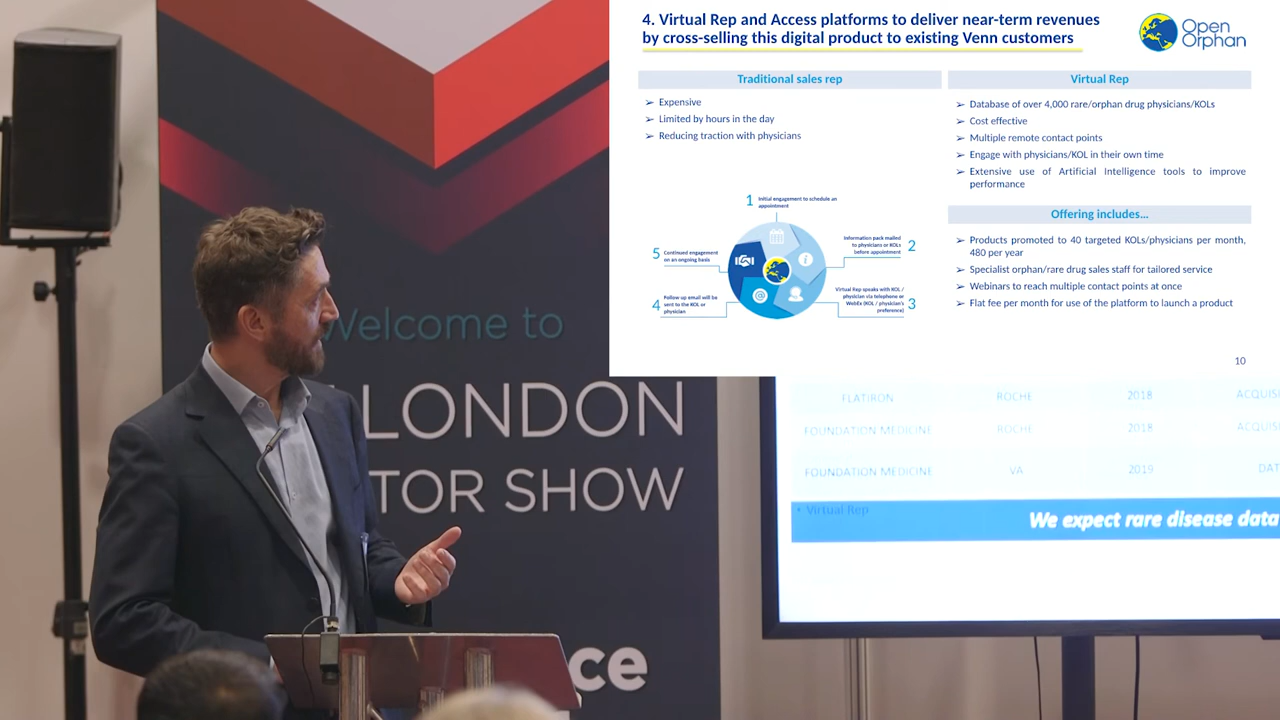 4. Virtual Rep and Access platforms to deliver near-term revenues
by cross-selling this digital product to existing Venn customers
Open
Orphan
Traditional sales rep
➢ Expensive
➢ Limited by hours in the day
➢ Reducing traction with physicians
1 Initial engagement to schedule an
appointment
Information pack mailed
to physicians or KOLs
before appointment
2
Virtual Rep speaks with KOL /
physician via telephone or
WebEx (KOL / physician's
preference)
3
4 Follow up email will be
sent to the KOL or
physician
5 Continued engagement
on an ongoing basis
Virtual Rep
➢ Database of over 4,000 rare/orphan drug physicians/KOLs
➢ Cost effective
➢ Multiple remote contact points
➢ Engage with physicians/KOL in their own time
➢ Extensive use of Artificial Intelligence tools to improve
performance
Offering includes...
➢ Products promoted to 40 targeted KOLs/physicians per month,
480 per year
➢ Specialist orphan/rare drug sales staff for tailored service
➢ Webinars to reach multiple contact points at once
➢ Flat fee per month for use of the platform to launch a product
10
Welcome to
LONDON
TOR SHOW
ce
FLATIRON ROCHE 2018 ACQUIS
FOUNDATION MEDICINE ROCHE 2018 ACQUIS
FOUNDATION MEDICINE VA 2019 DAT
• Virtual Rep
We expect rare disease data